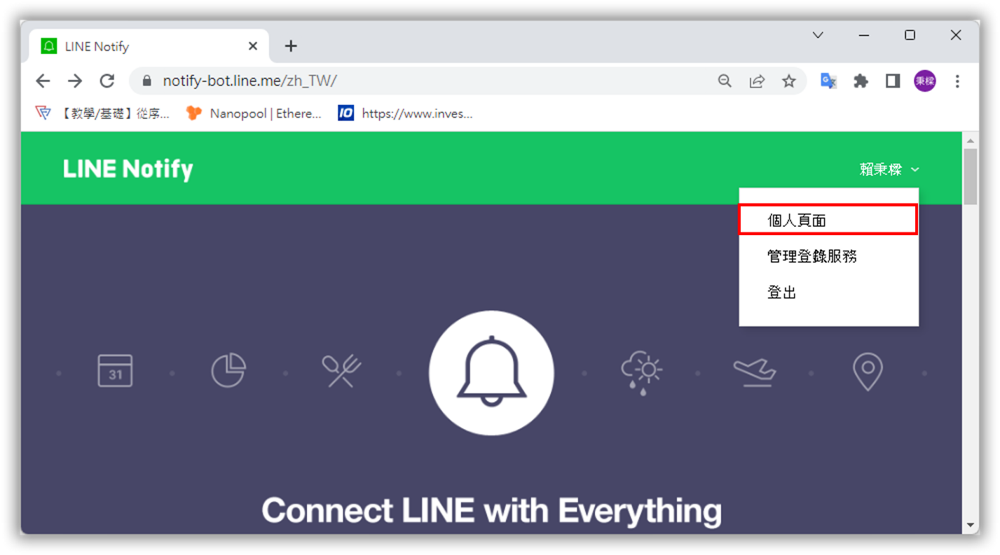 LINE Notify
notify-bot.line.me/zh_TW/
秉樑
【教學/基礎】從序...
Nanopool | Ethere...
IO
https://www.inves...
LINE Notify
賴秉樑
個人頁面
管理登錄服務
登出
31
Connect LINE with Everything